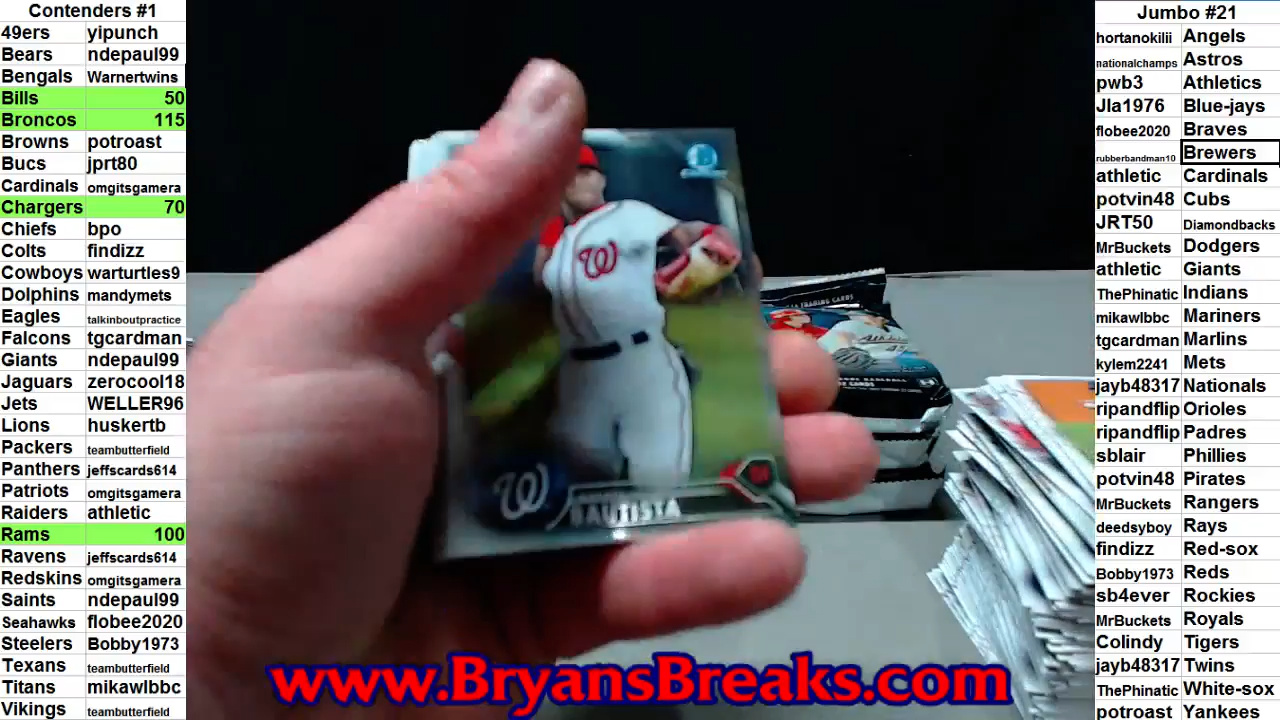 Contenders #1
49ers yipunch
Bears ndepaul99
Bengals Warnertwins
Bills 50
Broncos 115
Browns potroast
Bucs jprt80
Cardinals omgitsgamera
Chargers 70
Chiefs bpo
Colts findizz
Cowboys warturtles9
Dolphins mandymets
Eagles talkinboutpractice
Falcons tgcardman
Giants ndepaul99
Jaguars zerocool18
Jets WELLER96
Lions huskertb
Packers teambutterfield
Panthers jeffscards614
Patriots omgitsgamera
Raiders athletic
Rams 100
Ravens jeffscards614
Redskins omgitsgamera
Saints ndepaul99
Seahawks flobee2020
Steelers Bobby1973
Texans teambutterfield
Titans mikawlbbc
Vikings teambutterfield
W
W
BAUTISTA
TRADING CARDS
www.BryansBreaks.com
Jumbo #21
hortanokilii Angels
nationalchamps Astros
pwb3 Athletics
Jla1976 Blue-jays
flobee2020 Braves
rubberbandman10 Brewers
athletic Cardinals
potvin48 Cubs
JRT50 Diamondbacks
MrBuckets Dodgers
athletic Giants
ThePhinatic Indians
mikawlbbc Mariners
tgcardman Marlins
kylem2241 Mets
jayb48317 Nationals
ripandflip Orioles
ripandflip Padres
sblair Phillies
potvin48 Pirates
MrBuckets Rangers
deedsyboy Rays
findizz Red-sox
Bobby1973 Reds
sb4ever Rockies
MrBuckets Royals
Colindy Tigers
jayb48317 Twins
ThePhinatic White-sox
potroast Yankees